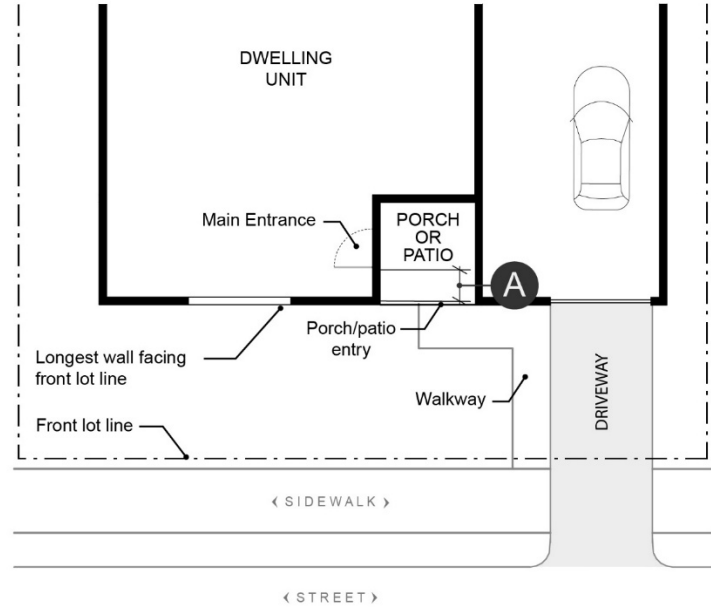 DWELLING
UNIT
Main Entrance
PORCH
OR
PATIO
A
Porch/patio
entry
Longest wall facing
front lot line
Walkway
DRIVEWAY
Front lot line
SIDEWALK
STREET